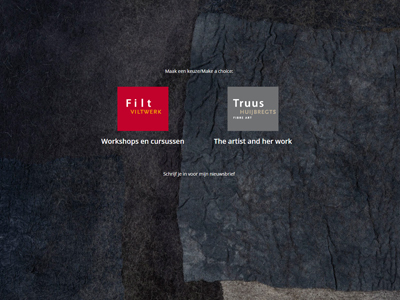 Maak een keuze/Make a choice:
Filt
VILTWERK
Truus
HUIJBREGTS
FIBRE ART
Workshops en cursussen
The artist and her work
Schrijf je in voor mijn nieuwsbrief